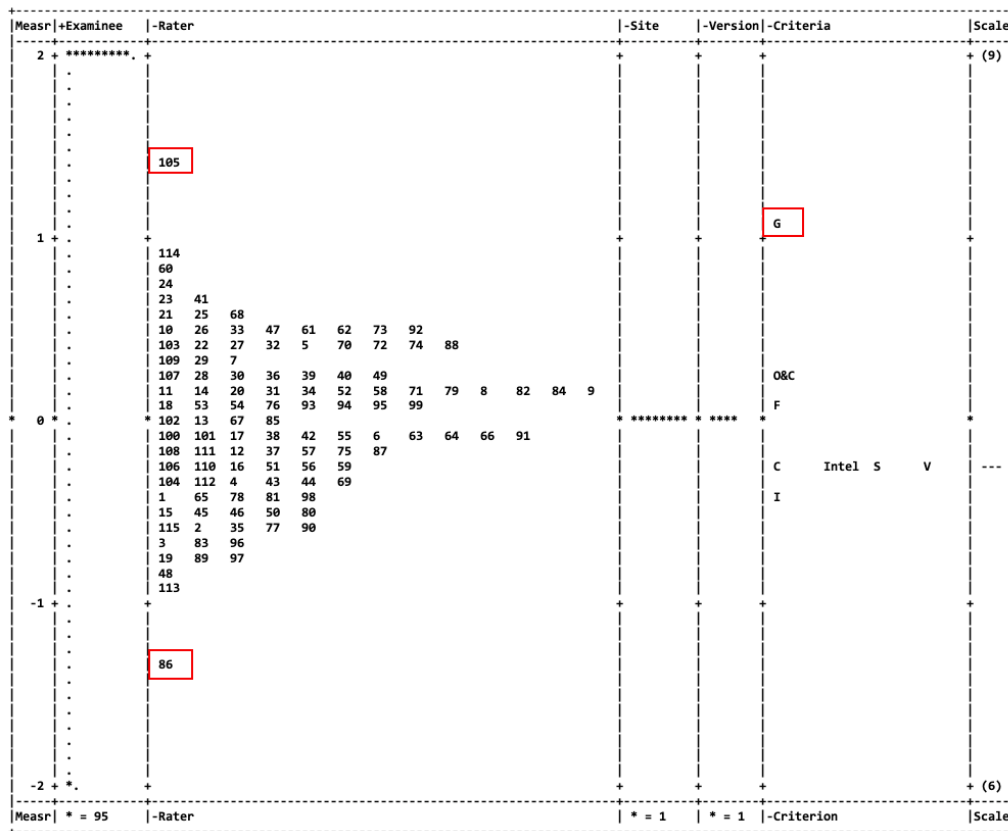 +Examinee
Measr|+Examinee |-Rater |-Site |-Version|-Criteria |Scale
2 + *********. + + + + + (9)
.
.
.
.
.
.
105
.
.
.
. G
1 + . + + + + +
. 114
. 60
. 24
. 23 41
. 21 25 68
. 10 26 33 47 61 62 73 92
. 103 22 27 32 5 70 72 74 88
. 109 29 7
. 107 28 30 36 39 40 49 O&C
. 11 14 20 31 34 52 58 71 79 8 82 84 9
. 18 53 54 76 93 94 95 99 F
* 0 * . * 102 13 67 85 * ******** * **** * *
. 100 101 17 38 42 55 6 63 64 66 91
. 108 111 12 37 57 75 87
. 106 110 16 51 56 59 C Intel S V ---
. 104 112 4 43 44 69
. 1 65 78 81 98 I
. 15 45 46 50 80
. 115 2 35 77 90
. 3 83 96
. 19 89 97
. 48
. 113
-1 + . + + + + +
.
.
.
. 86
.
.
.
.
.
.
.
-2 + *. + + + + + (6)
Measr| * = 95 |-Rater | * = 1 | * = 1 |-Criterion |Scale